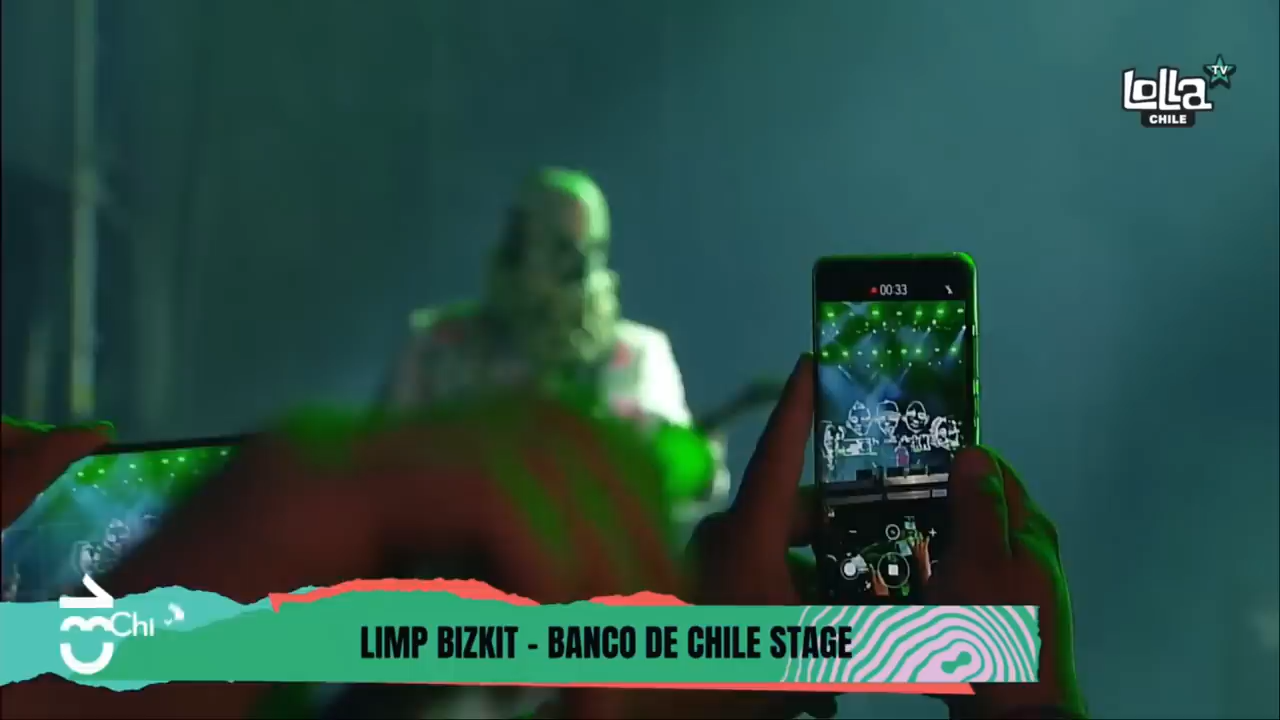 LOLLA TV
CHILE
00:33
Chi
LIMP BIZKIT - BANCO DE CHILE STAGE